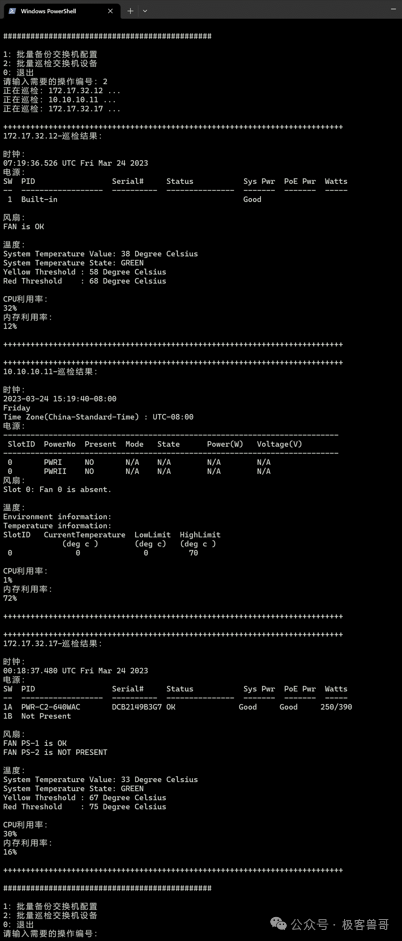 Windows PowerShell
##############################################
1: 批量备份交换机配置
2: 批量巡检交换机设备
0: 退出
请输入需要的操作编号: 2
正在巡检: 172.17.32.12 ...
正在巡检: 10.10.10.11 ...
正在巡检: 172.17.32.17 ...
+++++++++++++++++++++++++++++++++++++++++++++++++++++++++++++++++++++++++++
172.17.32.12-巡检结果:
时钟:
07:19:36.526 UTC Fri Mar 24 2023
电源:
SW  PID                 Serial#     Status           Sys Pwr  PoE Pwr  Watts
--  ------------------  ----------  ---------------  -------  -------  -----
 1  Built-in                                         Good
风扇:
FAN is OK
温度:
System Temperature Value: 38 Degree Celsius
System Temperature State: GREEN
Yellow Threshold : 58 Degree Celsius
Red Threshold    : 68 Degree Celsius
CPU利用率:
32%
内存利用率:
12%
+++++++++++++++++++++++++++++++++++++++++++++++++++++++++++++++++++++++++++
+++++++++++++++++++++++++++++++++++++++++++++++++++++++++++++++++++++++++++
10.10.10.11-巡检结果:
时钟:
2023-03-24 15:19:40-08:00
Friday
Time Zone(China-Standard-Time) : UTC-08:00
电源:
--------------------------------------------------------------------------
 SlotID  PowerNo  Present  Mode   State      Power(W)   Voltage(V)
--------------------------------------------------------------------------
 0       PWRI     NO       N/A    N/A        N/A        N/A
 0       PWRII    NO       N/A    N/A        N/A        N/A
风扇:
Slot 0: Fan 0 is absent.
温度:
Environment information:
Temperature information:
SlotID   CurrentTemperature  LowLimit  HighLimit
             (deg c )        (deg c)   (deg c )
 0              0              0         70
CPU利用率:
1%
内存利用率:
72%
+++++++++++++++++++++++++++++++++++++++++++++++++++++++++++++++++++++++++++
+++++++++++++++++++++++++++++++++++++++++++++++++++++++++++++++++++++++++++
172.17.32.17-巡检结果:
时钟:
00:18:37.480 UTC Fri Mar 24 2023
电源:
SW  PID                 Serial#     Status           Sys Pwr  PoE Pwr  Watts
--  ------------------  ----------  ---------------  -------  -------  -----
1A  PWR-C2-640WAC       DCB2149B3G7 OK              Good     Good     250/390
1B  Not Present
风扇:
FAN PS-1 is OK
FAN PS-2 is NOT PRESENT
温度:
System Temperature Value: 33 Degree Celsius
System Temperature State: GREEN
Yellow Threshold : 67 Degree Celsius
Red Threshold    : 75 Degree Celsius
CPU利用率:
30%
内存利用率:
16%
+++++++++++++++++++++++++++++++++++++++++++++++++++++++++++++++++++++++++++
##############################################
1: 批量备份交换机配置
2: 批量巡检交换机设备
0: 退出
请输入需要的操作编号:
公众号 · 极客兽哥